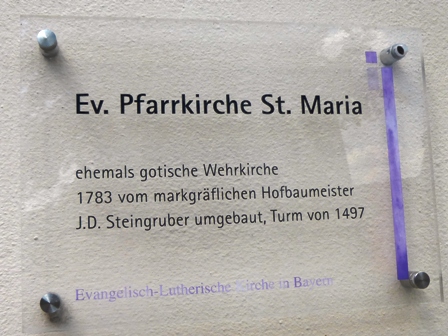 Ev. Pfarrkirche St. Maria
ehemals gotische Wehrkirche
1783 vom markgräflichen Hofbaumeister
J.D. Steingruber umgebaut, Turm von 1497
Evangelisch-Lutherische Kirche in Bayern